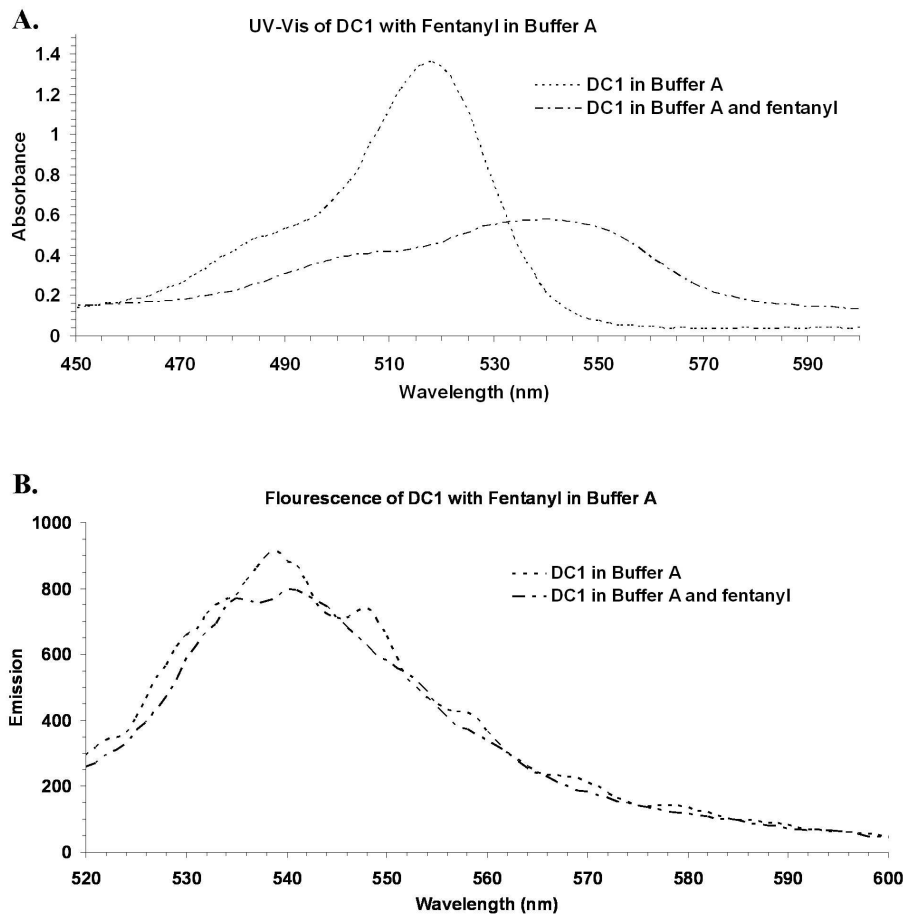 A.
UV-Vis of DC1 with Fentanyl in Buffer A
1.4
1.2
1
0.8
0.6
0.4
0.2
0
Absorbance
DC1 in Buffer A
DC1 in Buffer A and fentanyl
450 470 490 510 530 550 570 590
Wavelength (nm)
B.
Flourescence of DC1 with Fentanyl in Buffer A
1000
800
600
400
200
0
Emission
DC1 in Buffer A
DC1 in Buffer A and fentanyl
520 530 540 550 560 570 580 590 600
Wavelength (nm)